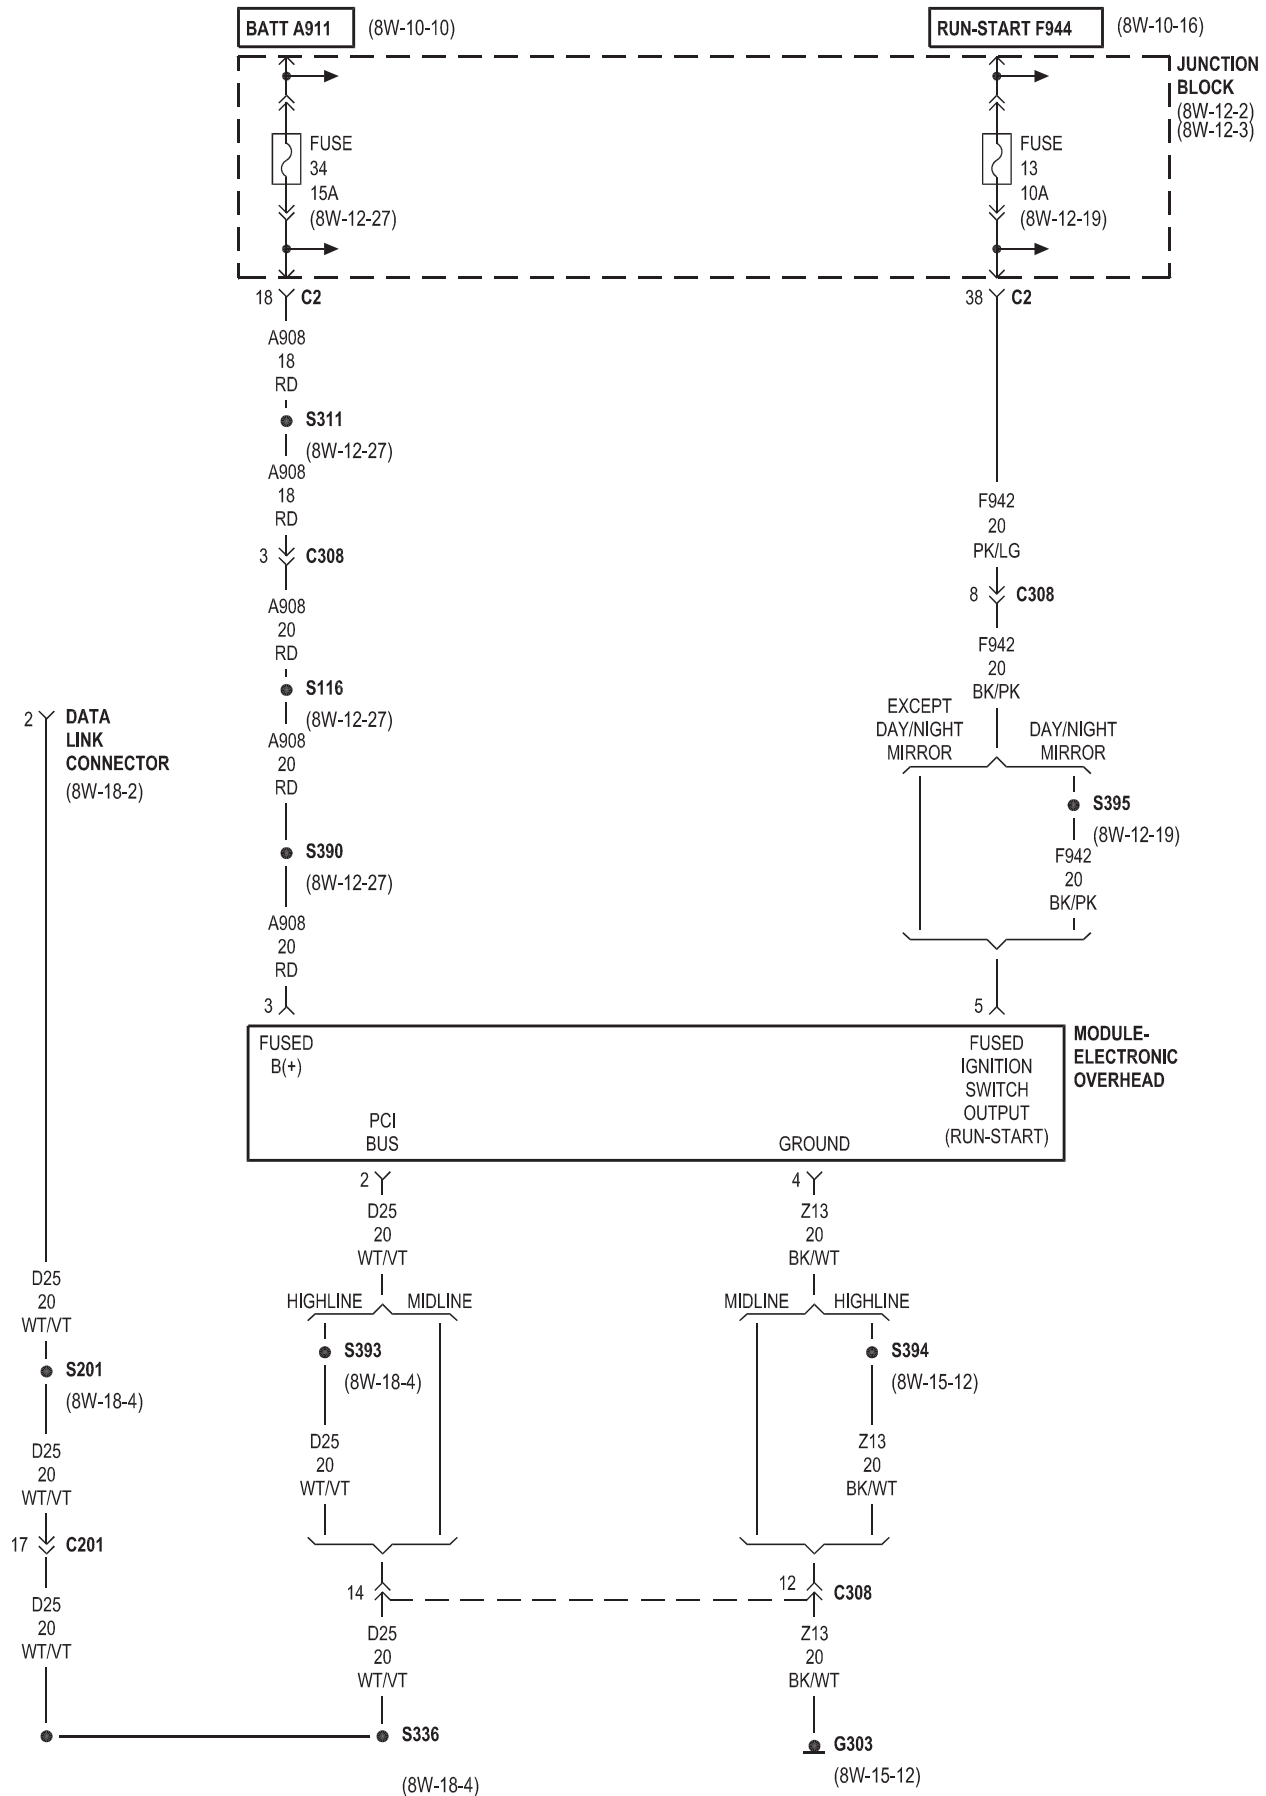 BATT A911
(8W-10-10)
RUN-START F944
(8W-10-16)
JUNCTION
BLOCK
(8W-12-2)
(8W-12-3)
FUSE
34
15A
(8W-12-27)
FUSE
13
10A
(8W-12-19)
18
C2
38
C2
A908
18
RD
S311
(8W-12-27)
A908
18
RD
3
C308
A908
20
RD
S116
(8W-12-27)
A908
20
RD
S390
(8W-12-27)
A908
20
RD
3
F942
20
PK/LG
8
C308
F942
20
BK/PK
EXCEPT
DAY/NIGHT
MIRROR
DAY/NIGHT
MIRROR
S395
(8W-12-19)
F942
20
BK/PK
5
2
DATA
LINK
CONNECTOR
(8W-18-2)
FUSED
B(+)
PCI
BUS
GROUND
FUSED
IGNITION
SWITCH
OUTPUT
(RUN-START)
MODULE-
ELECTRONIC
OVERHEAD
2
D25
20
WT/VT
HIGHLINE
MIDLINE
S393
(8W-18-4)
D25
20
WT/VT
14
D25
20
WT/VT
S336
(8W-18-4)
4
Z13
20
BK/WT
MIDLINE
HIGHLINE
S394
(8W-15-12)
Z13
20
BK/WT
12
C308
Z13
20
BK/WT
G303
(8W-15-12)
D25
20
WT/VT
S201
(8W-18-4)
D25
20
WT/VT
17
C201
D25
20
WT/VT